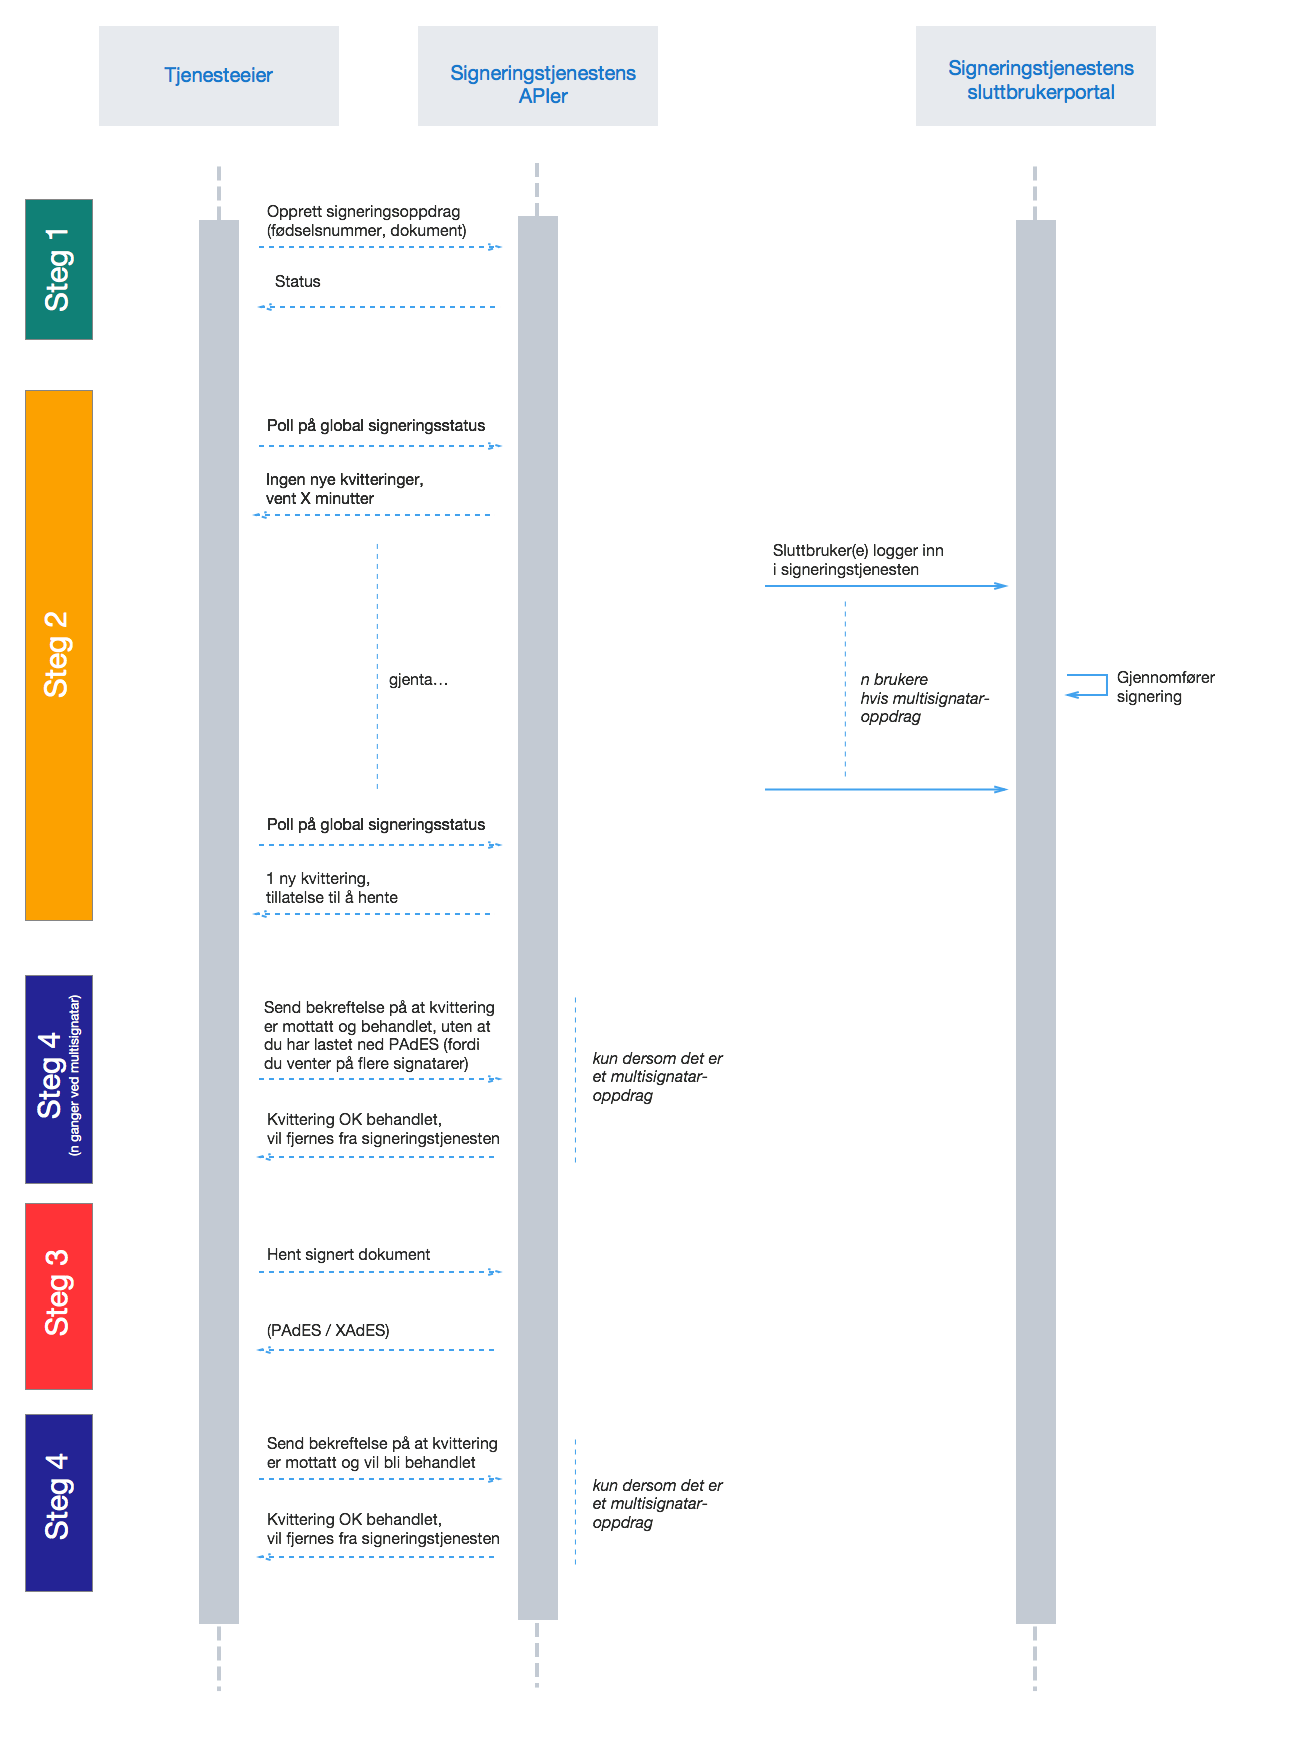 Tjenesteeier
Signeringstjenestens
APIer
Signeringstjenestens
sluttbrukerportal
Steg 1
Opprett signeringsoppdrag
(fødselsnummer, dokument)
Status
Steg 2
Poll på global signeringsstatus
Ingen nye kvitteringer,
vent X minutter
Sluttbruker(e) logger inn
i signeringstjenesten
gjenta...
n brukere
hvis multisignatar-
oppdrag
Gjennomfører
signering
Poll på global signeringsstatus
1 ny kvittering,
tillatelse til å hente
Steg 4
(n ganger ved multisignatar)
Send bekreftelse på at kvittering
er mottatt og behandlet, uten at
du har lastet ned PAdES (fordi
du venter på flere signatarer)
kun dersom det er
et multisignatar-
oppdrag
Kvittering OK behandlet,
vil fjernes fra signeringstjenesten
Steg 3
Hent signert dokument
(PAdES / XAdES)
Steg 4
Send bekreftelse på at kvittering
er mottatt og vil bli behandlet
kun dersom det er
et multisignatar-
oppdrag
Kvittering OK behandlet,
vil fjernes fra signeringstjenesten